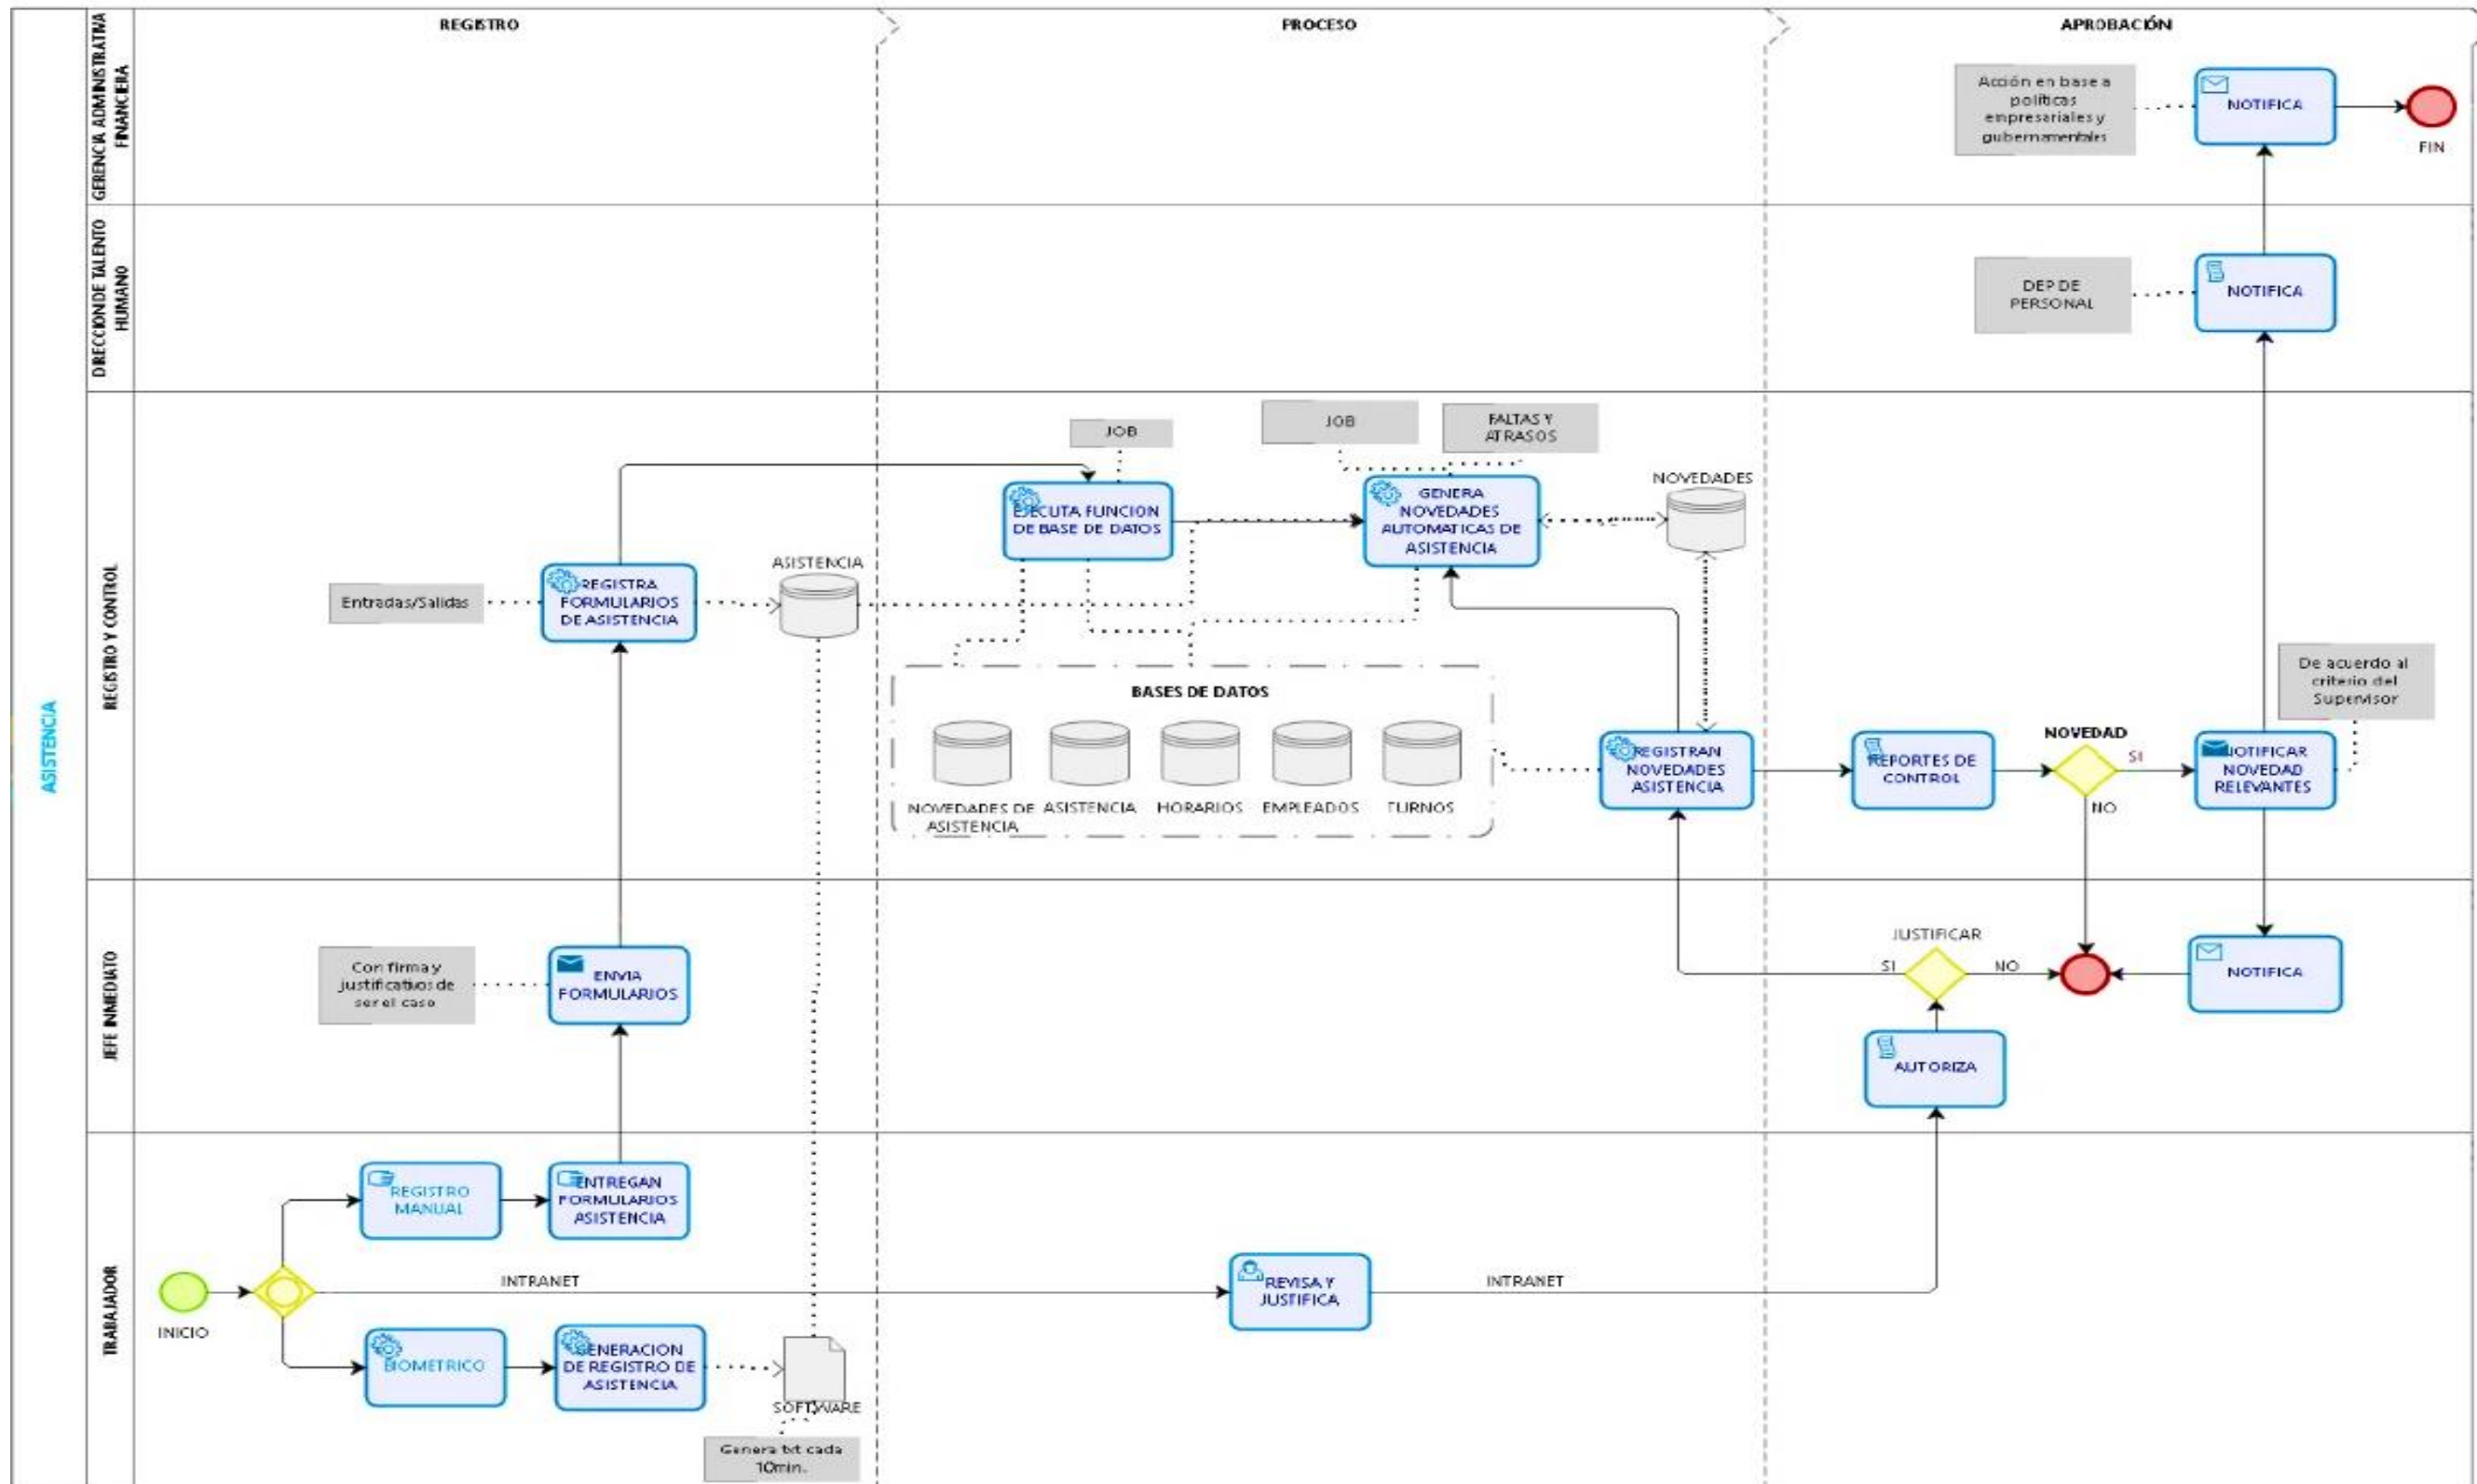 REGISTRO
PROCESO
APROBACIÓN
ASISTENCIA
GERENCIA ADMINISTRATIVA
FINANCIERA
Acción en base a
políticas
empresariales y
gubernamentales
NOTIFICA
FIN
DIRECCIONDE TALENTO
HUMANO
DEP DE
PERSONAL
NOTIFICA
REGISTRO Y CONTROL
JOB
JOB
FALTAS Y
ATRASOS
EJECUTA FUNCION
DE BASE DE DATOS
GENERA
NOVEDADES
AUTOMATICAS DE
ASISTENCIA
NOVEDADES
Entradas/Salidas
REGISTRA
FORMULARIOS
DE ASISTENCIA
ASISTENCIA
BASES DE DATOS
NOVEDADES DE
ASISTENCIA
ASISTENCIA
HORARIOS
EMPLEADOS
TURNOS
REGISTRAN
NOVEDADES
ASISTENCIA
REPORTES DE
CONTROL
NOVEDAD
SI
NO
NOTIFICAR
NOVEDAD
RELEVANTES
De acuerdo al
criterio del
Supervisor
JEFE INMEDIATO
Con firma y
justificativos de
ser el caso
ENVIA
FORMULARIOS
JUSTIFICAR
SI
NO
NOTIFICA
AUTORIZA
TRABAJADOR
INICIO
REGISTRO
MANUAL
ENTREGAN
FORMULARIOS
ASISTENCIA
INTRANET
REVISA Y
JUSTIFICA
INTRANET
BIOMETRICO
GENERACION
DE REGISTRO DE
ASISTENCIA
SOFTWARE
Genera txt cada
10min.